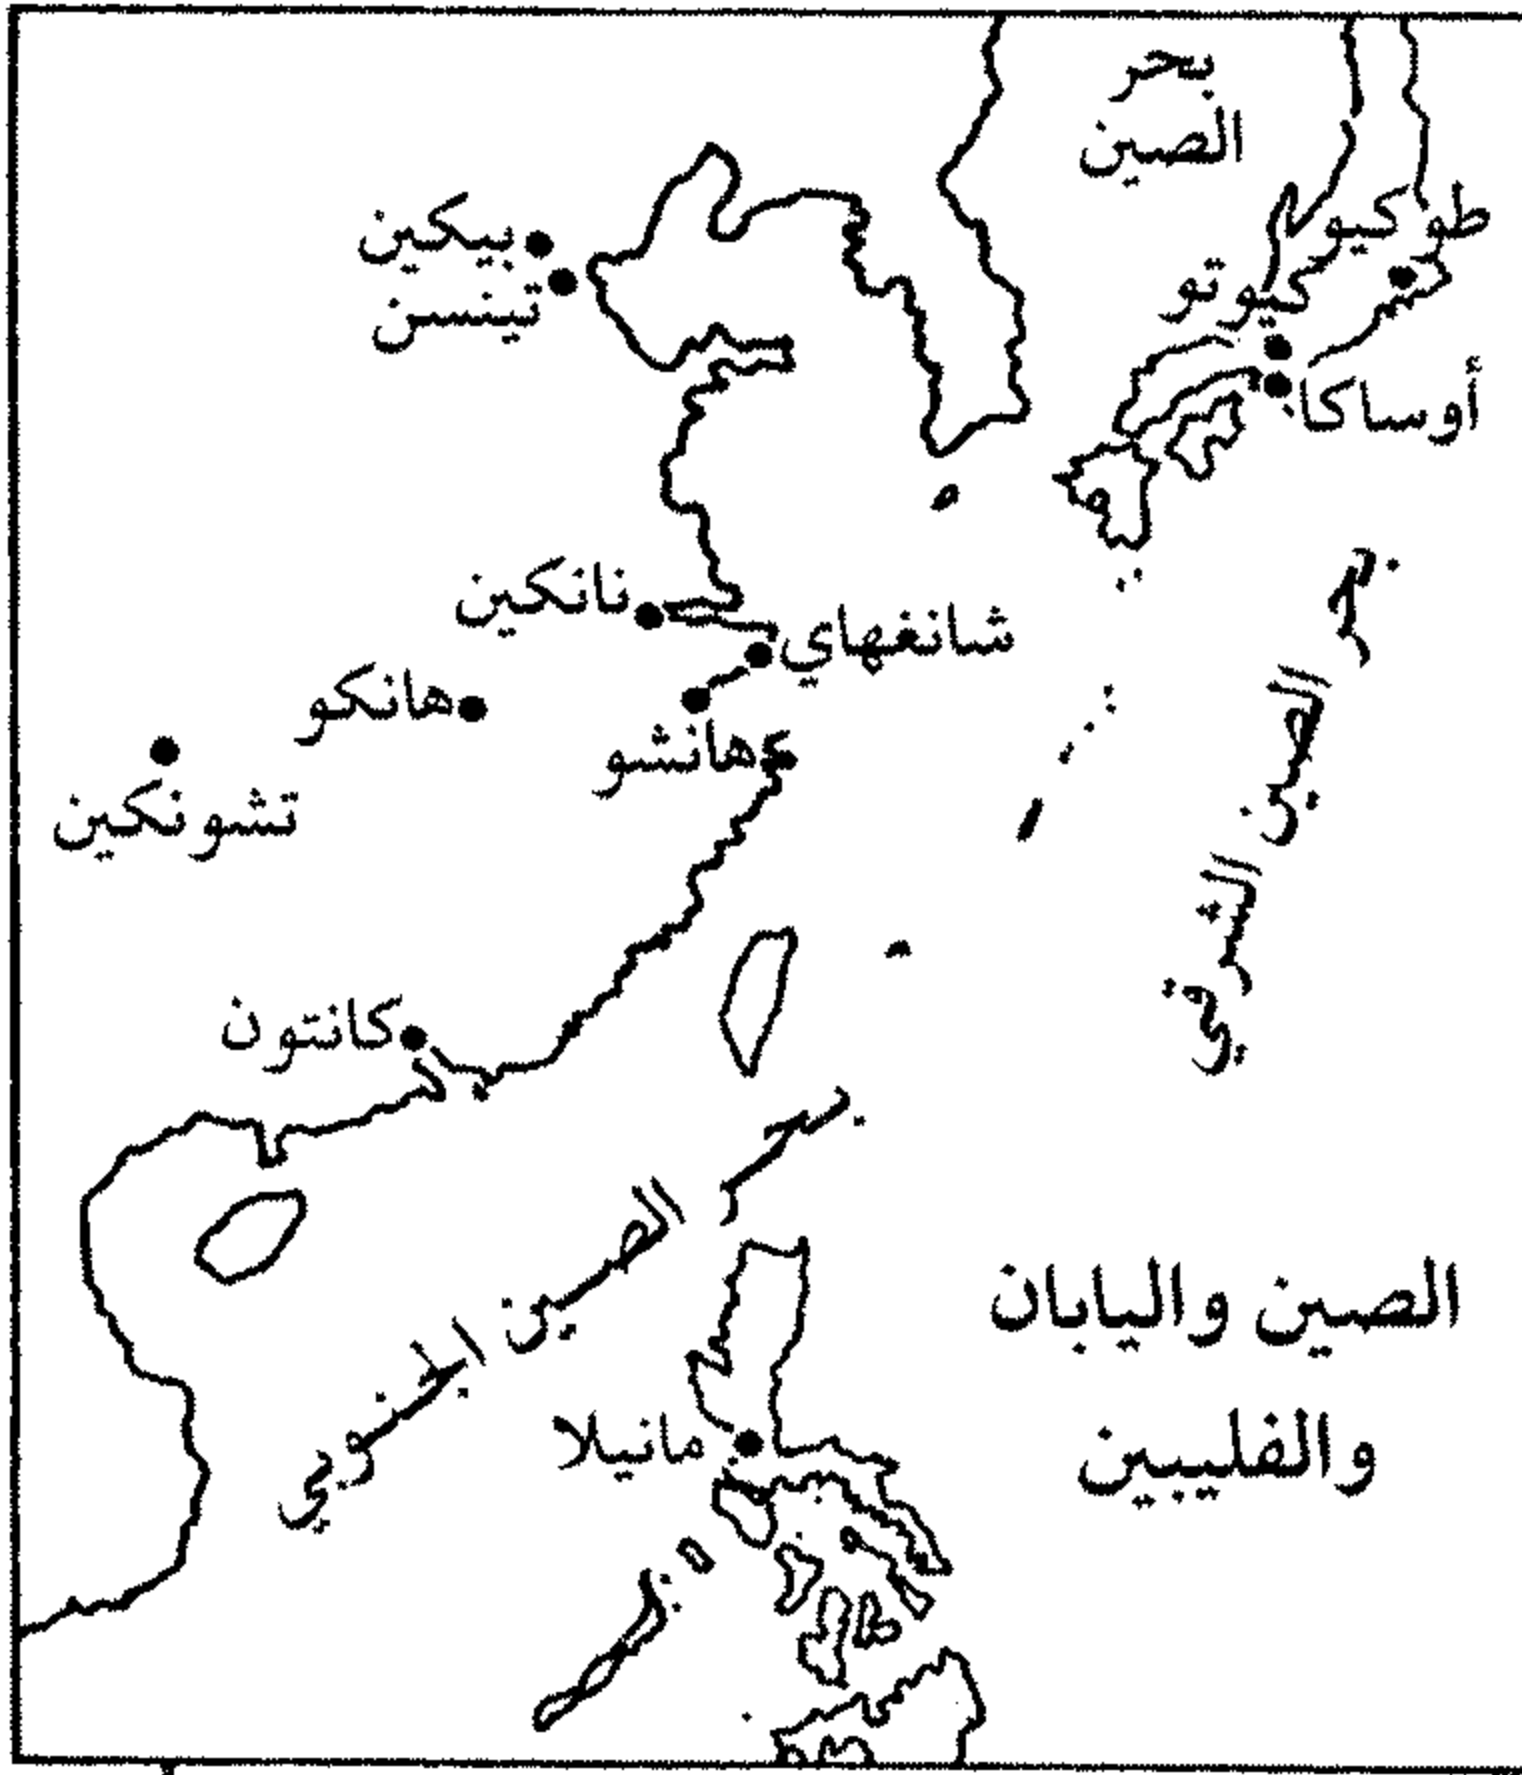 بحر
الصين
طوكيو
كيوتو
أوساكا
بيكين
تينسن
نانكين
شانغهاي
هانكو
هانشو
تشونكين
بحر الصين الشرقي
كانتون
بحر الصين الجنوبي
مانيلا
الصين واليابان
والفليبين